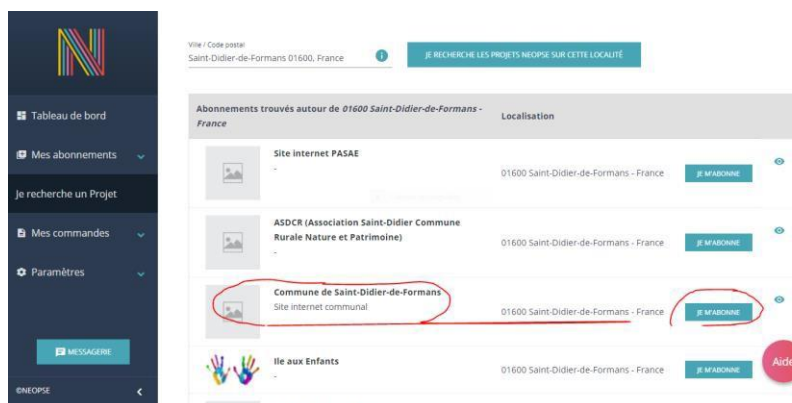 N
Tableau de bord
Mes abonnements
Je recherche un Projet
Mes commandes
Paramètres
MESSAGERIE
©NEOPSE
Ville / Code postal
Saint-Didier-de-Formans 01600, France
JE RECHERCHE LES PROJETS NEOPSE SUR CETTE LOCALITÉ
Abonnements trouvés autour de 01600 Saint-Didier-de-Formans -
France
Localisation
Site internet PASAE
-
01600 Saint-Didier-de-Formans - France
JE M'ABONNE
ASDCR (Association Saint-Didier Commune
Rurale Nature et Patrimoine)
-
01600 Saint-Didier-de-Formans - France
JE M'ABONNE
Commune de Saint-Didier-de-Formans
Site internet communal
01600 Saint-Didier-de-Formans - France
JE M'ABONNE
Ile aux Enfants
-
01600 Saint-Didier-de-Formans - France
JE M'ABONNE
Aide